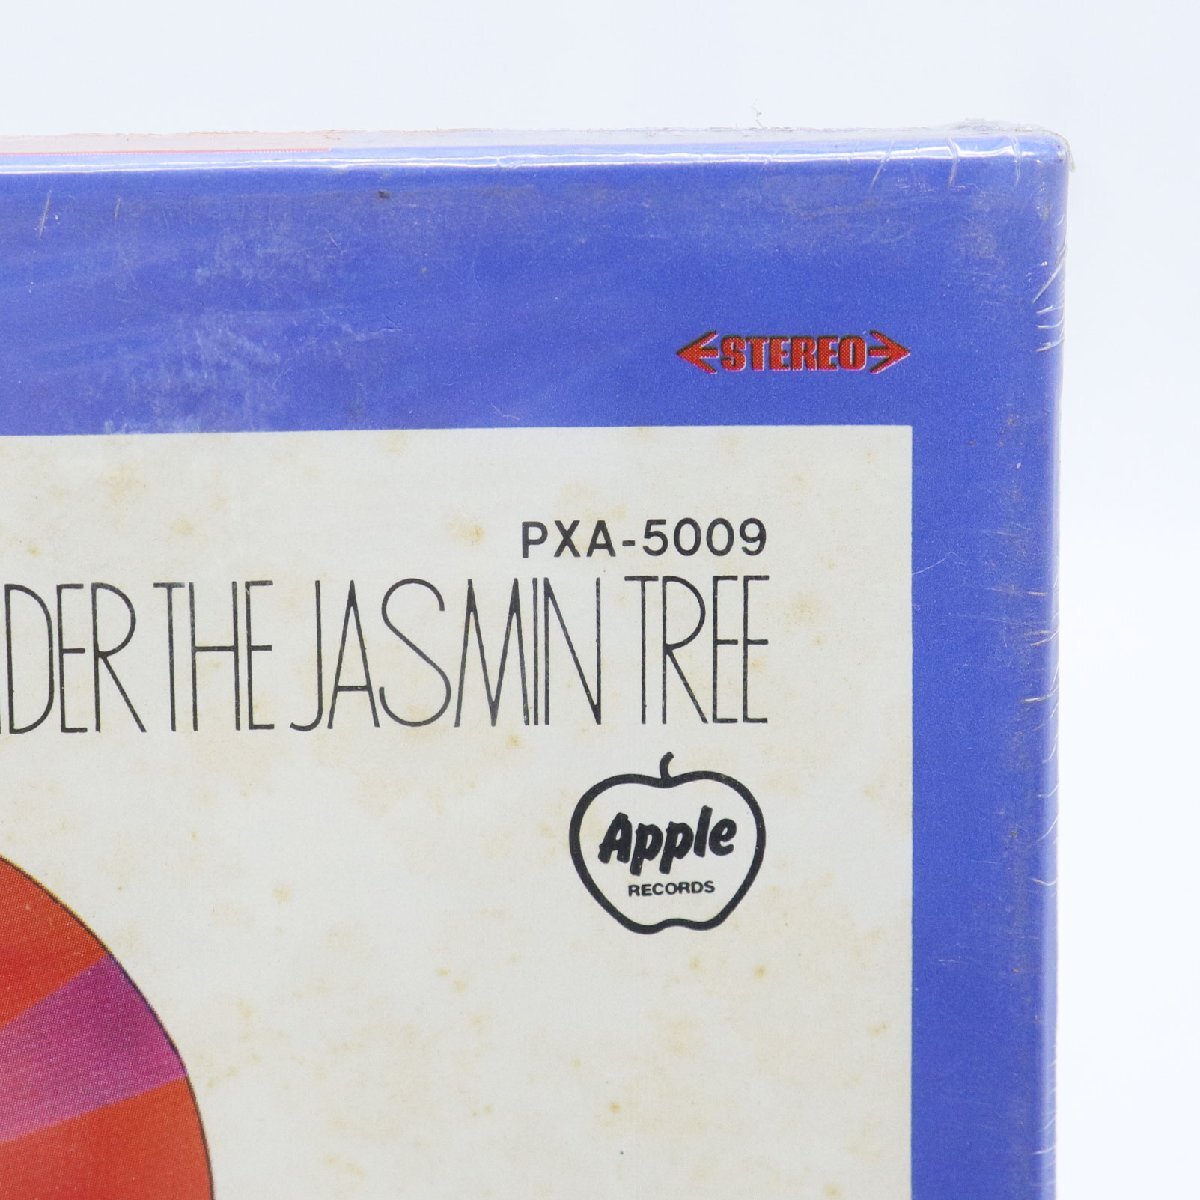 STEREO
PXA-5009
DER THE JASMIN TREE
Apple
RECORDS